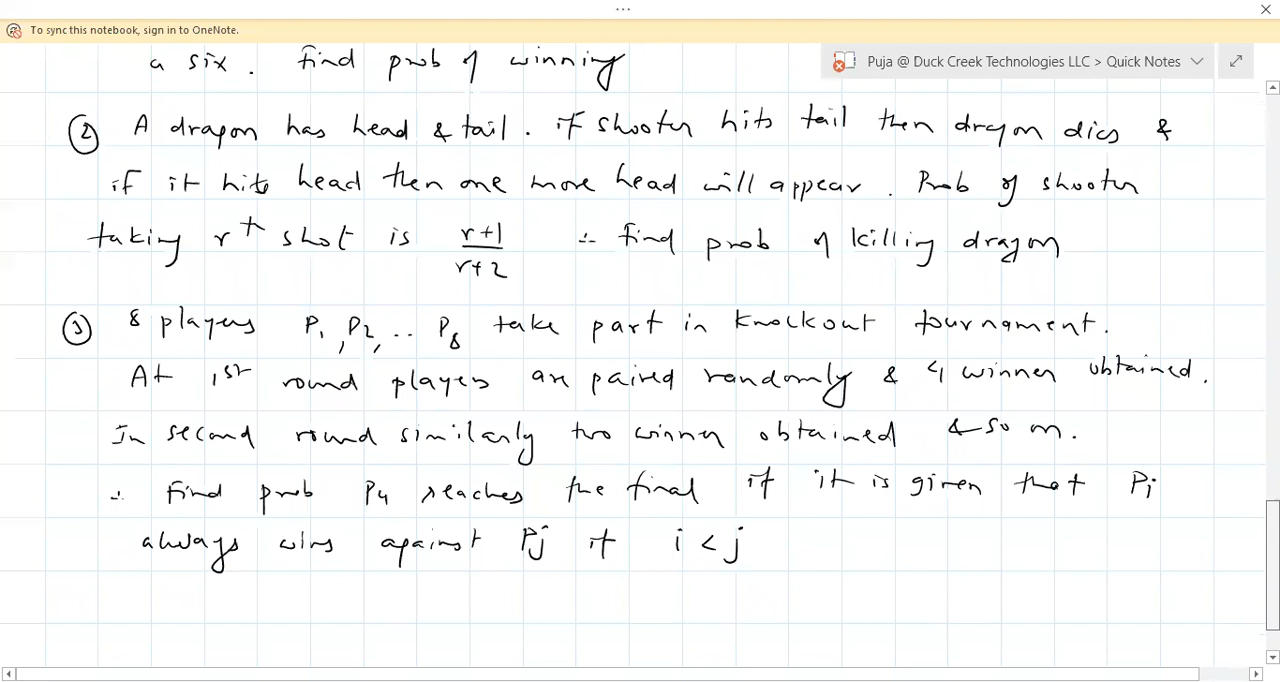 ...
To sync this notebook, sign in to OneNote.
a six. Find prob of winning
Puja @ Duck Creek Technologies LLC > Quick Notes
② A dragon has head & tail. if shooter hits tail then dragon dies &
if it hits head then one more head will appear. Prob of shooter
taking rth shot is r+1/r+2 ∴ find prob of killing dragon
③ 8 players P1, P2, .. P8 take part in knockout tournament.
At 1st round players are paired randomly & 4 winner obtained.
In second round similarly two winner obtained & so on.
∴ Find prob P4 reaches the final if it is given that Pi
always wins against Pj if i < j